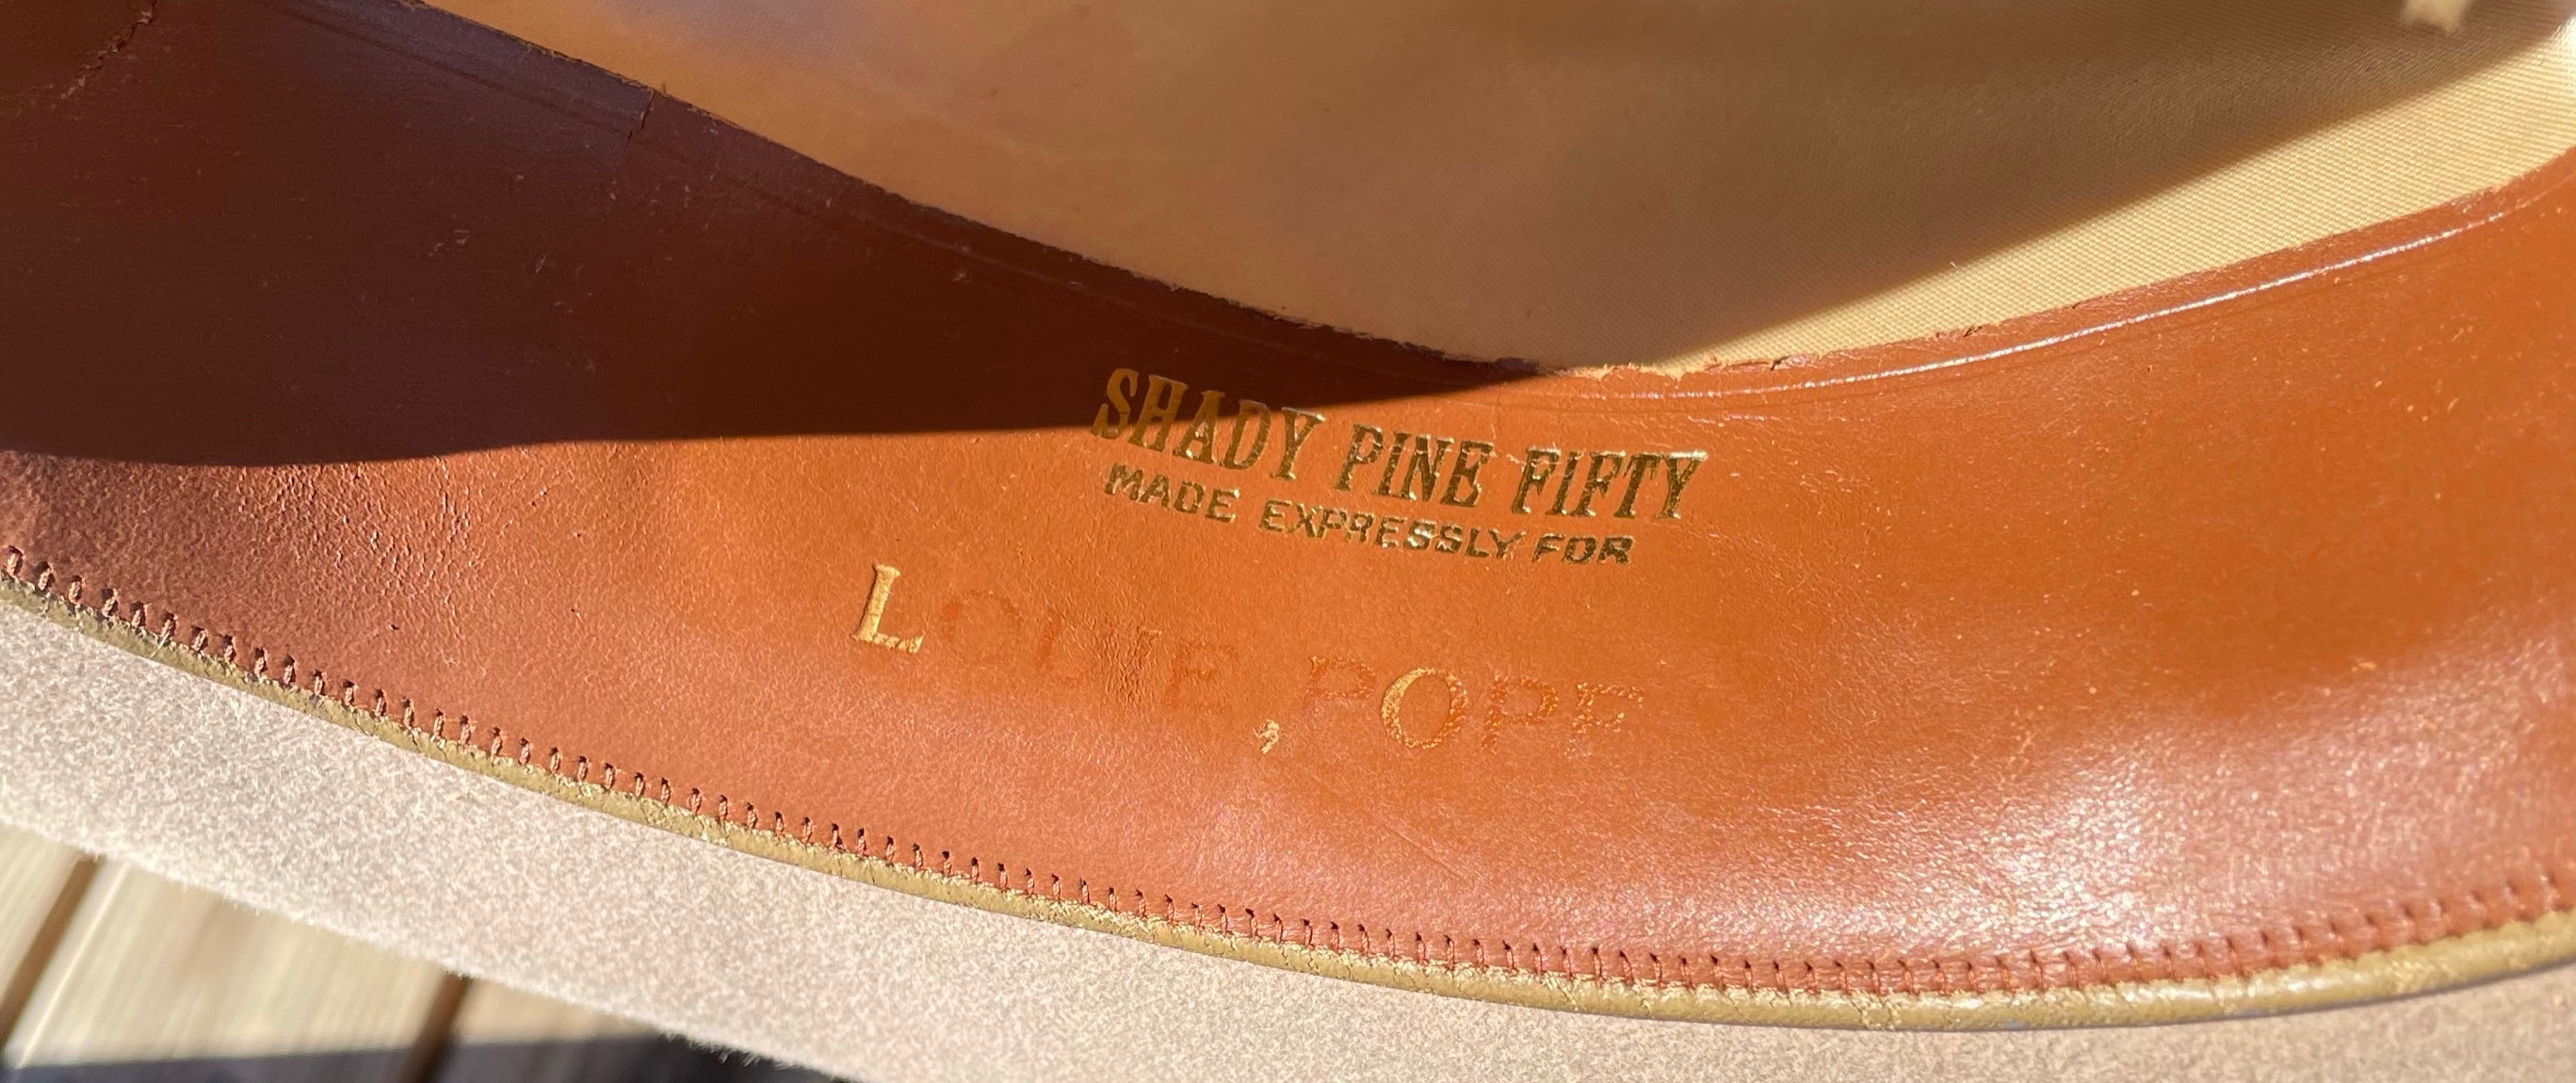 SHADY PINE FIFTY
MADE EXPRESSLY FOR
POPE